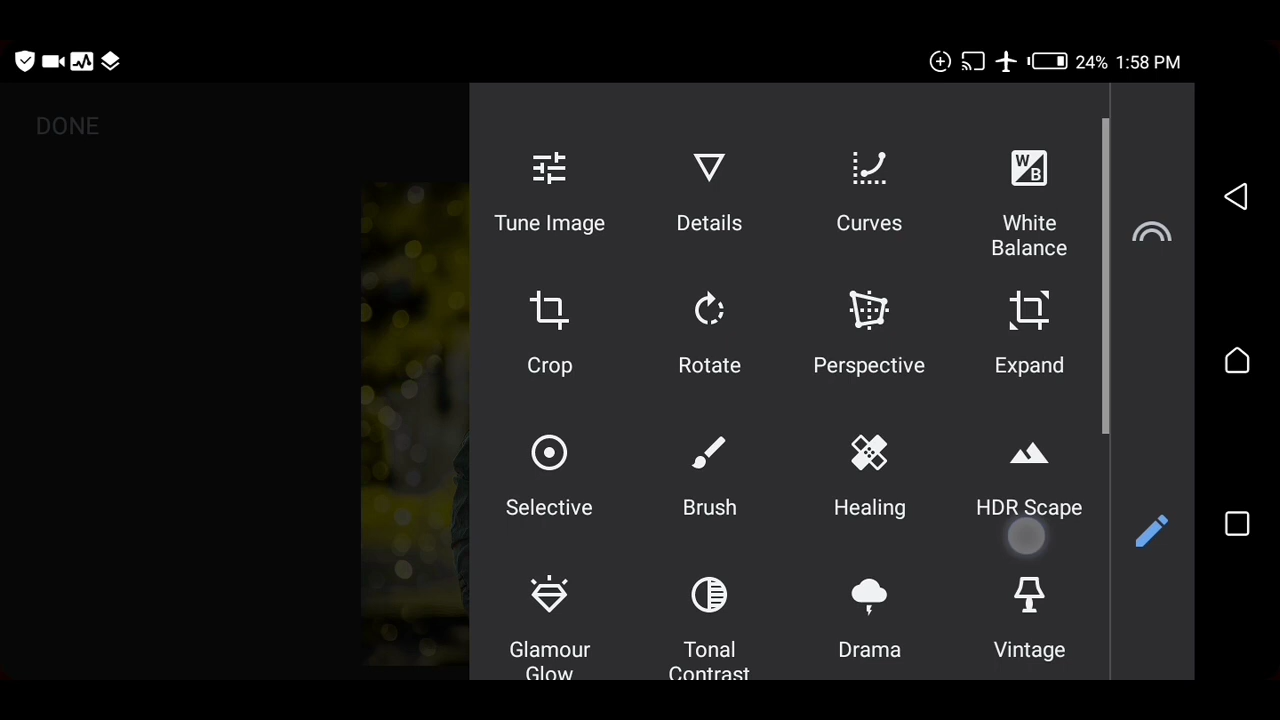 24% 1:58 PM
DONE
Tune Image
Details
Curves
White
Balance
Crop
Rotate
Perspective
Expand
Selective
Brush
Healing
HDR Scape
Glamour
Glow
Tonal
Contrast
Drama
Vintage